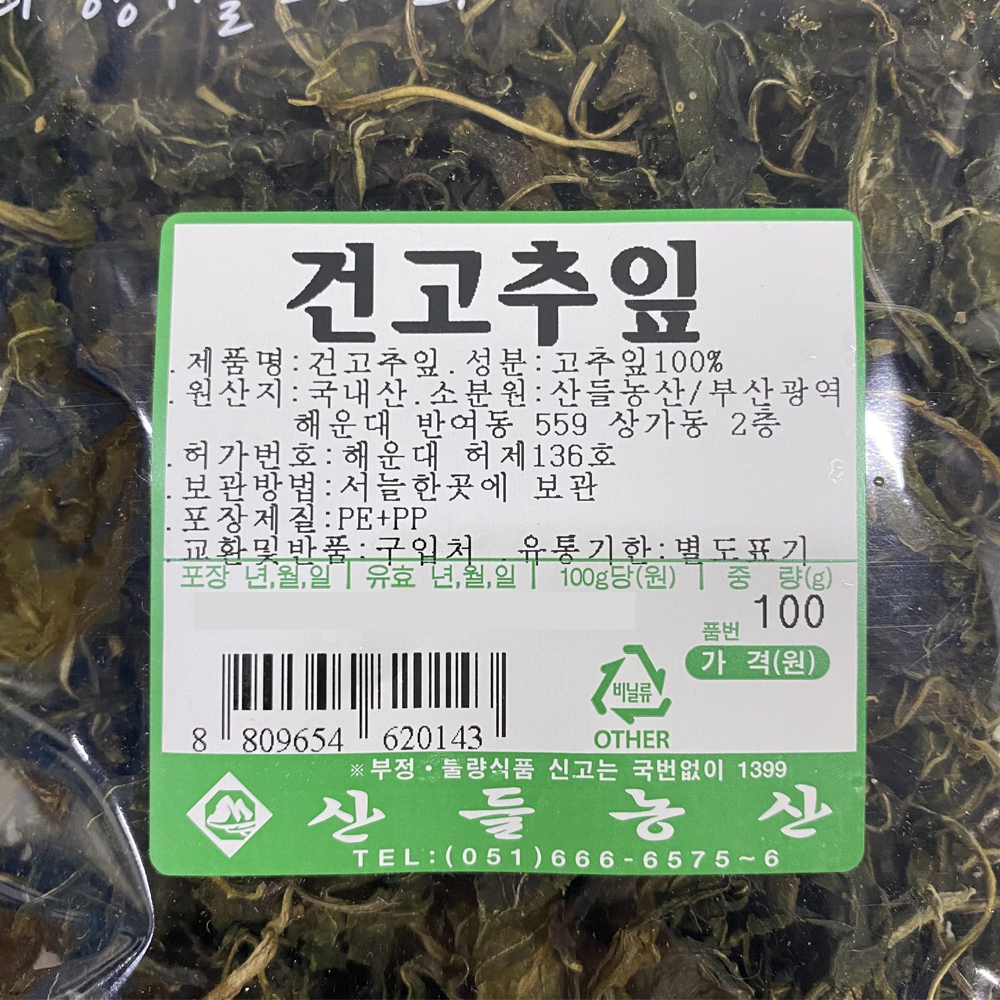 건고추잎
.제품명:건고추잎.성분:고추잎100%
.원산지:국내산.소분원:산들농산/부산광역
해운대 반여동 559 상가동 2층
.허가번호:해운대 허제136호
.보관방법:서늘한곳에 보관
.포장제질:PE+PP
.교환및반품:구입처 .유통기한:별도표기
포장 년,월,일 | 유효 년,월,일 | 100g당(원) | 중 량(g)
100
품번
가 격(원)
비닐류
OTHER
8 809654 620143
※부정·불량식품 신고는 국번없이 1399
산들농산
TEL:(051)666-6575~6